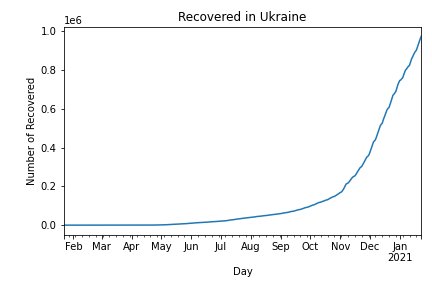 Recovered in Ukraine
1e6
1.0
0.8
0.6
0.4
0.2
0.0
Number of Recovered
Feb Mar Apr May Jun Jul Aug Sep Oct Nov Dec Jan
2021
Day